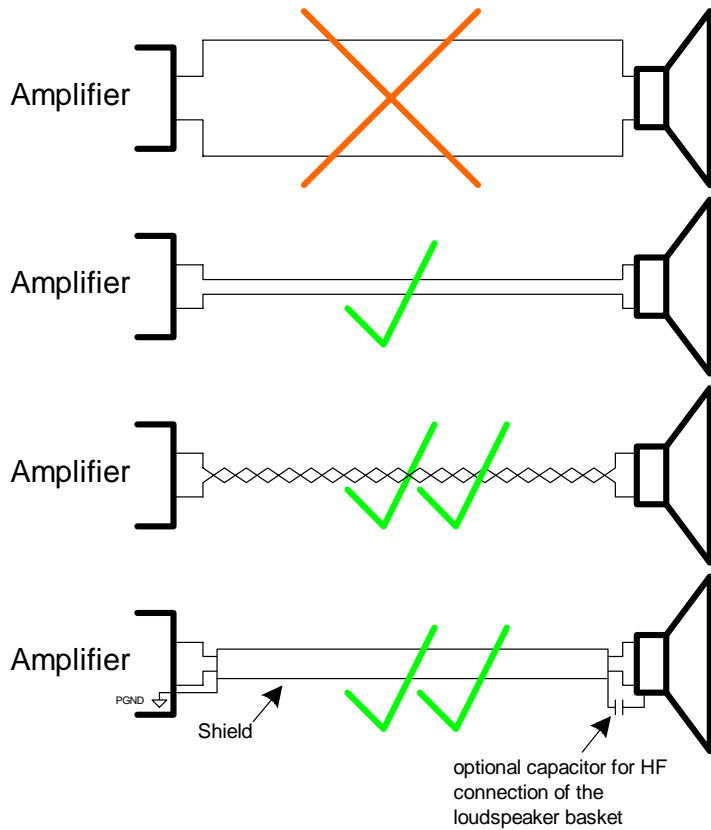 Amplifier
Amplifier
Amplifier
Amplifier
PGND
Shield
optional capacitor for HF
connection of the
loudspeaker basket